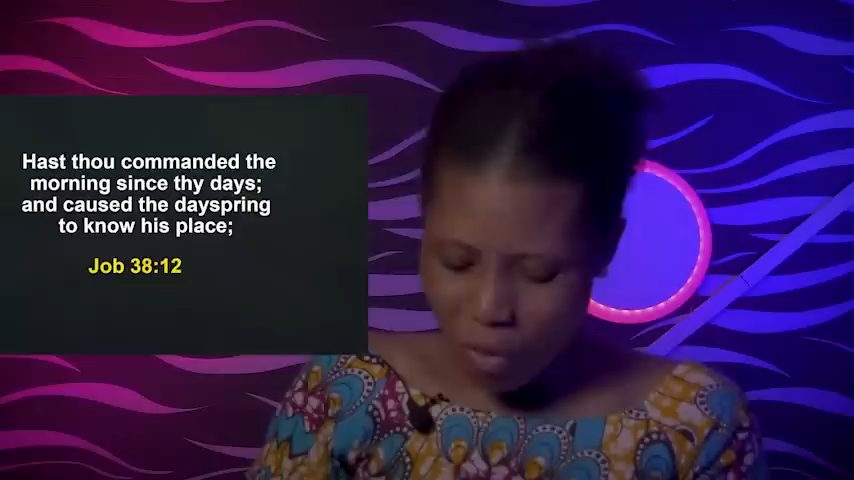 Hast thou commanded the
morning since thy days;
and caused the dayspring
to know his place;
Job 38:12